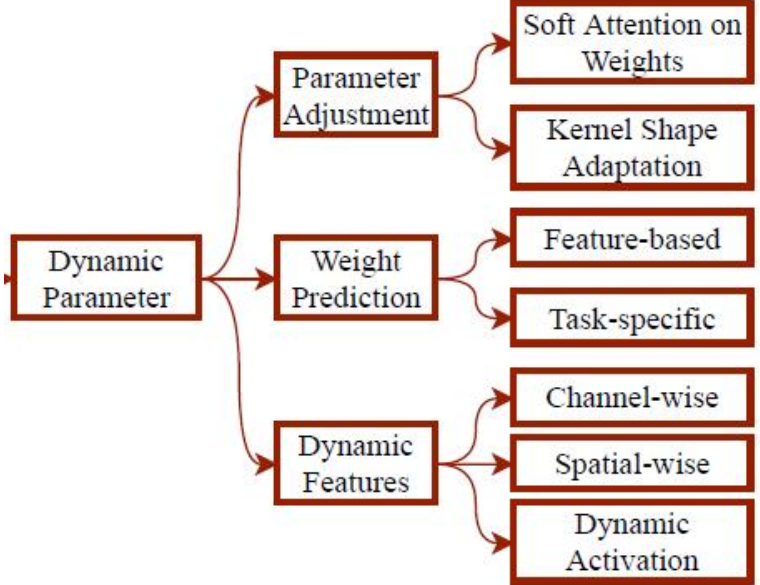 Soft Attention on
Weights
Parameter
Adjustment
Kernel Shape
Adaptation
Dynamic
Parameter
Weight
Prediction
Feature-based
Task-specific
Dynamic
Features
Channel-wise
Spatial-wise
Dynamic
Activation